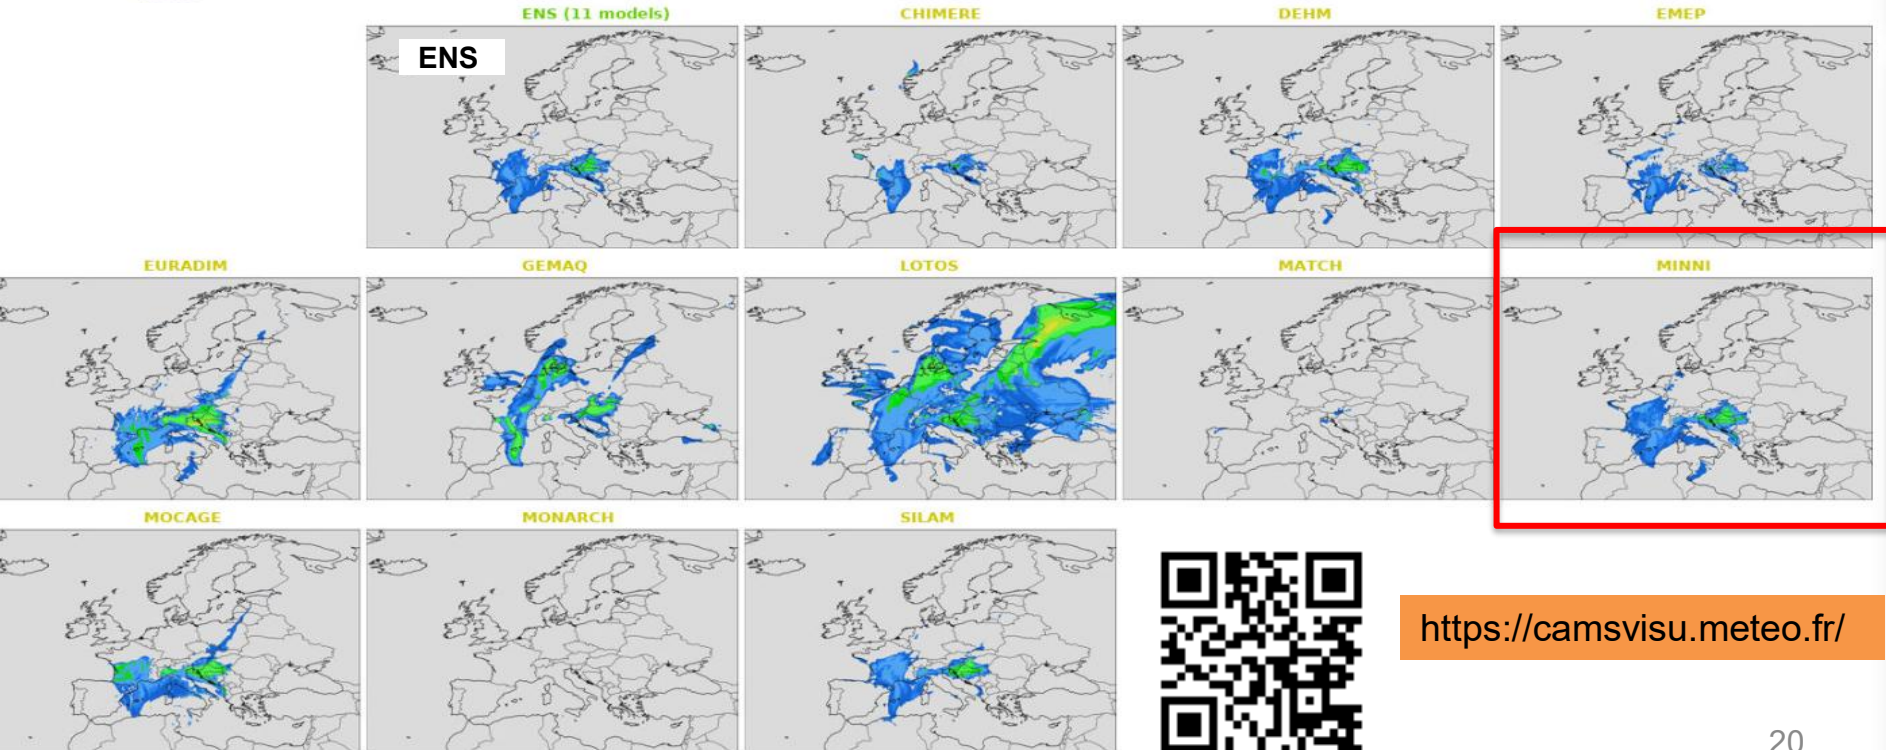 ENS (11 models)
CHIMERE
DEHM
EMEP
ENS
EURADIM
GEMAQ
LOTOS
MATCH
MINNI
MOCAGE
MONARCH
SILAM
https://camsvisu.meteo.fr/
20